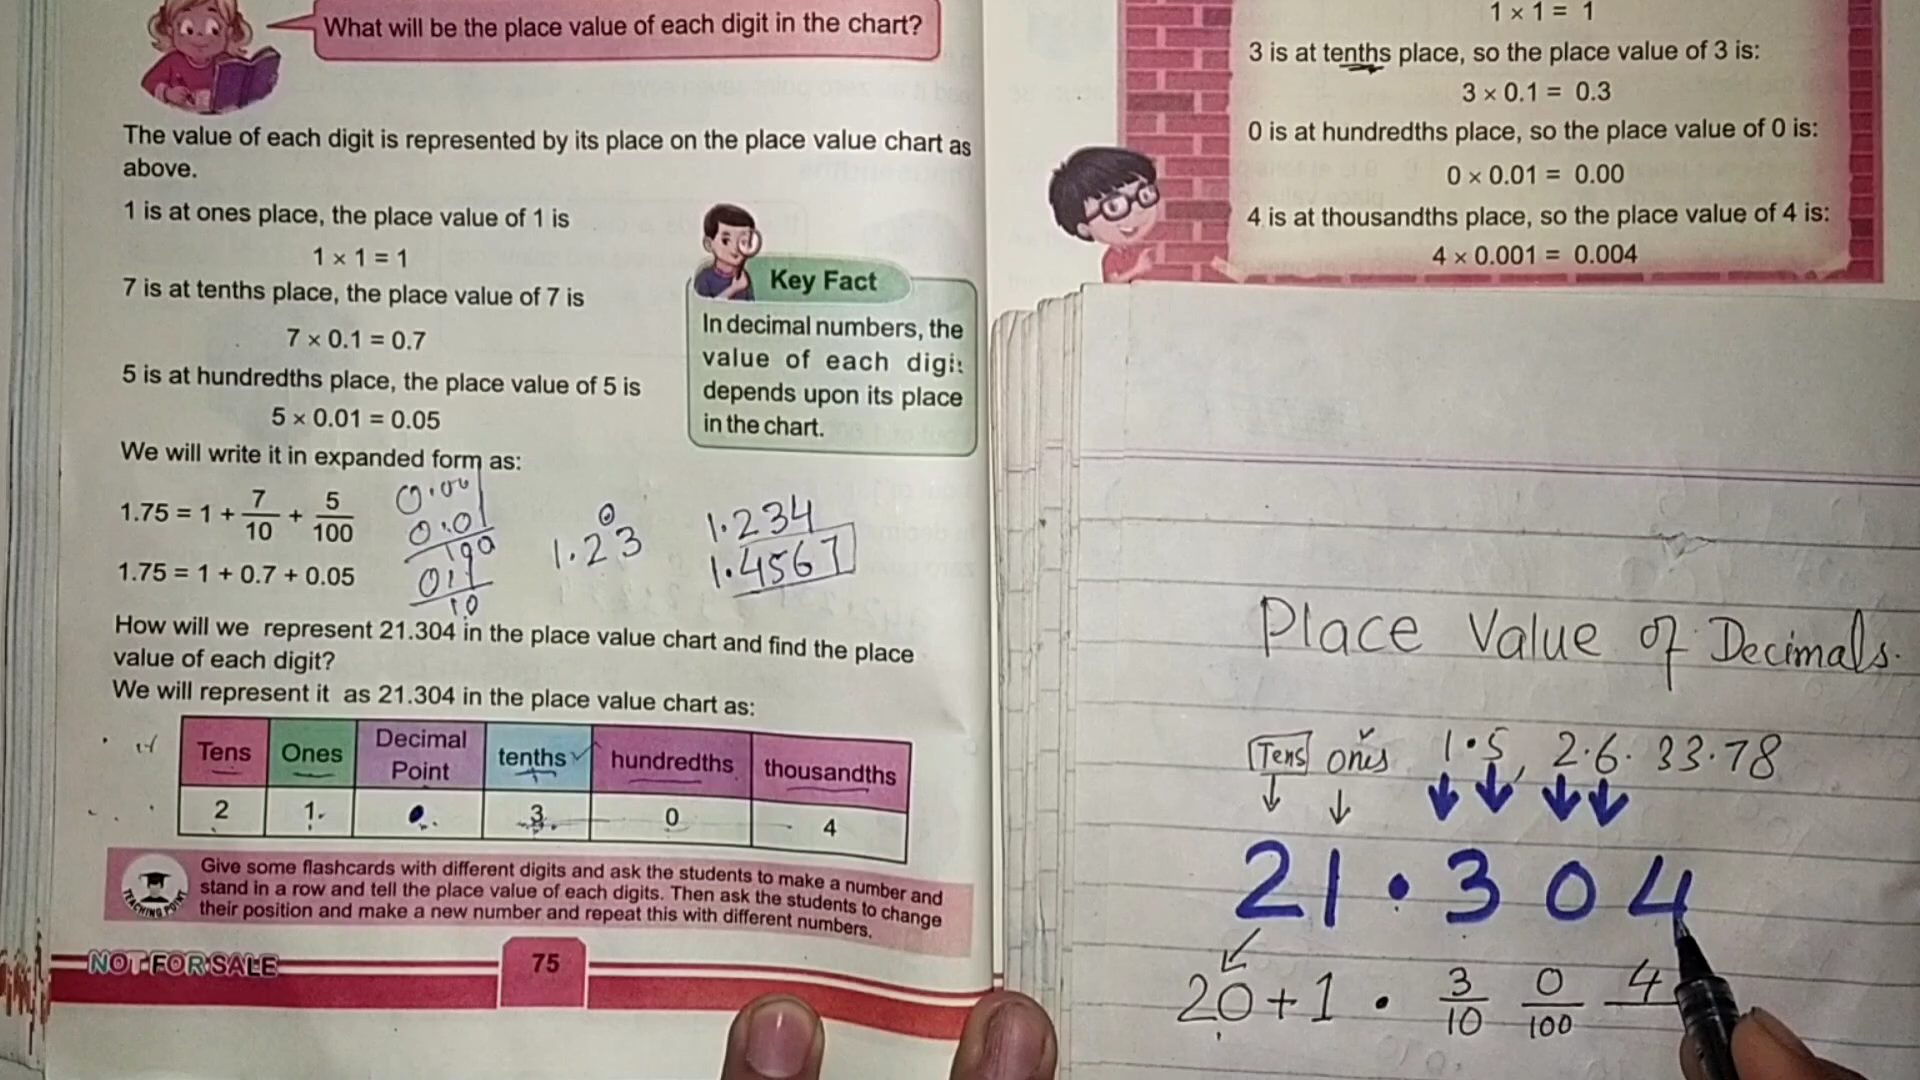 What will be the place value of each digit in the chart?
The value of each digit is represented by its place on the place value chart as
above.
1 is at ones place, the place value of 1 is
1 × 1 = 1
7 is at tenths place, the place value of 7 is
7 × 0.1 = 0.7
5 is at hundredths place, the place value of 5 is
5 × 0.01 = 0.05
Key Fact
In decimal numbers, the
value of each digit
depends upon its place
in the chart.
We will write it in expanded form as:
1.75 = 1 + 7/10 + 5/100
1.75 = 1 + 0.7 + 0.05
0.001
0.01
100
0.1
10
1.23
1.234
1.4567
How will we represent 21.304 in the place value chart and find the place
value of each digit?
We will represent it as 21.304 in the place value chart as:
Tens Ones Decimal Point tenths hundredths thousandths
2 1 . 3 0 4
TEACHING POINT
Give some flashcards with different digits and ask the students to make a number and
stand in a row and tell the place value of each digits. Then ask the students to change
their position and make a new number and repeat this with different numbers.
NOT FOR SALE
75
1 × 1 = 1
3 is at tenths place, so the place value of 3 is:
3 × 0.1 = 0.3
0 is at hundredths place, so the place value of 0 is:
0 × 0.01 = 0.00
4 is at thousandths place, so the place value of 4 is:
4 × 0.001 = 0.004
Place Value of Decimals.
Tens ones 1.5, 2.6. 33.78
21.304
20+1 . 3/10 0/100 4